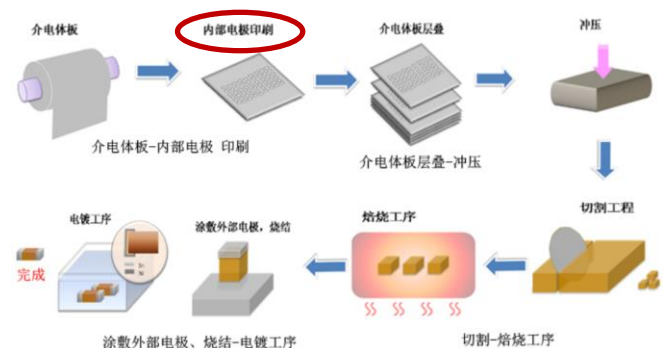 介电体板
内部电极印刷
介电体板层叠
冲压
介电体板-内部电极 印刷
介电体板层叠-冲压
切割工程
焙烧工序
涂敷外部电极，烧结
电镀工序
完成
切割-焙烧工序
涂敷外部电极、烧结-电镀工序